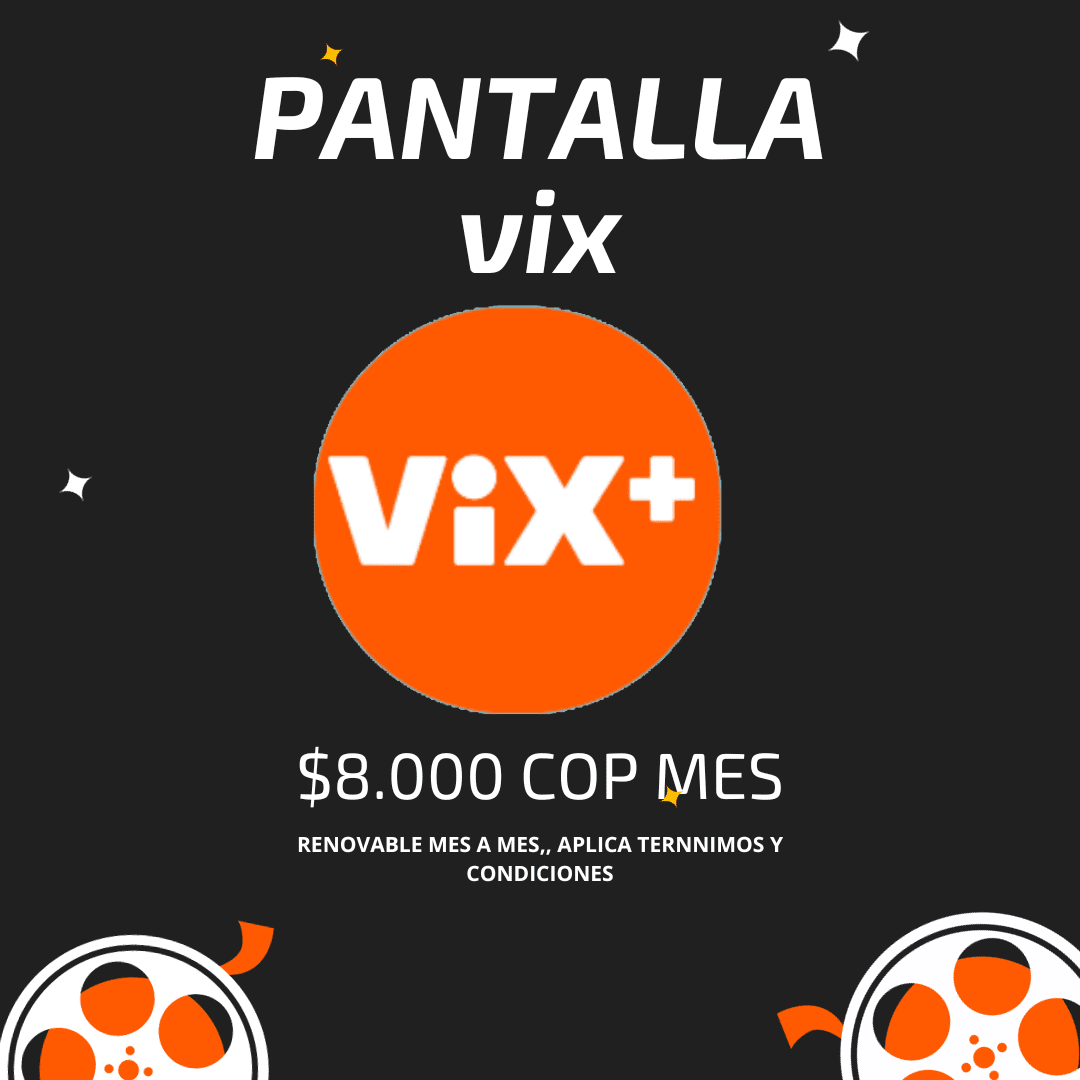 PANTALLA
vix
ViX+
$8.000 COP MES
RENOVABLE MES A MES,, APLICA TERNNIMOS Y
CONDICIONES